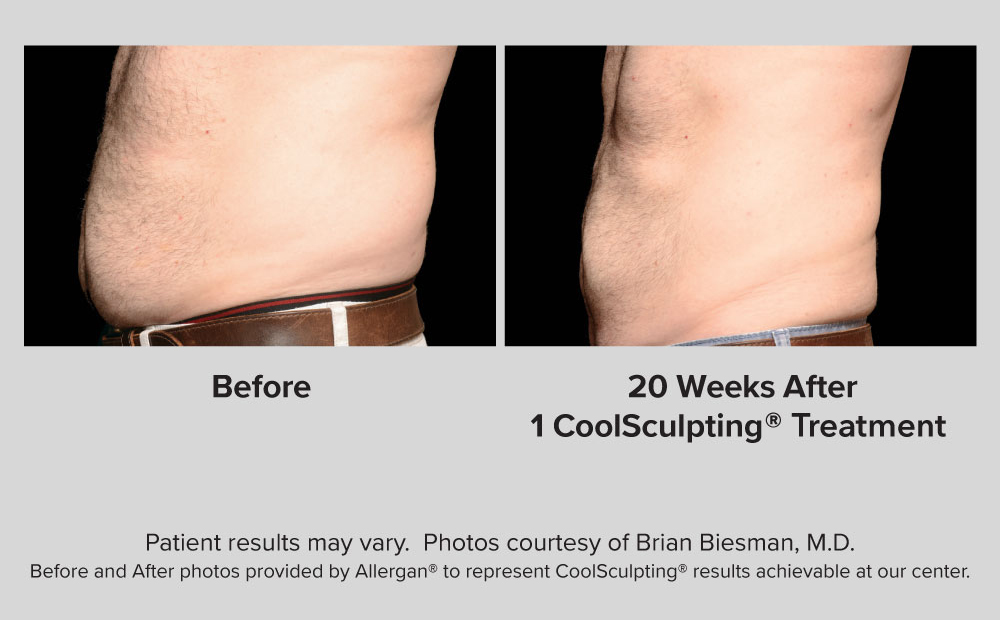 Before
20 Weeks After
1 CoolSculpting® Treatment
Patient results may vary.  Photos courtesy of Brian Biesman, M.D.
Before and After photos provided by Allergan® to represent CoolSculpting® results achievable at our center.